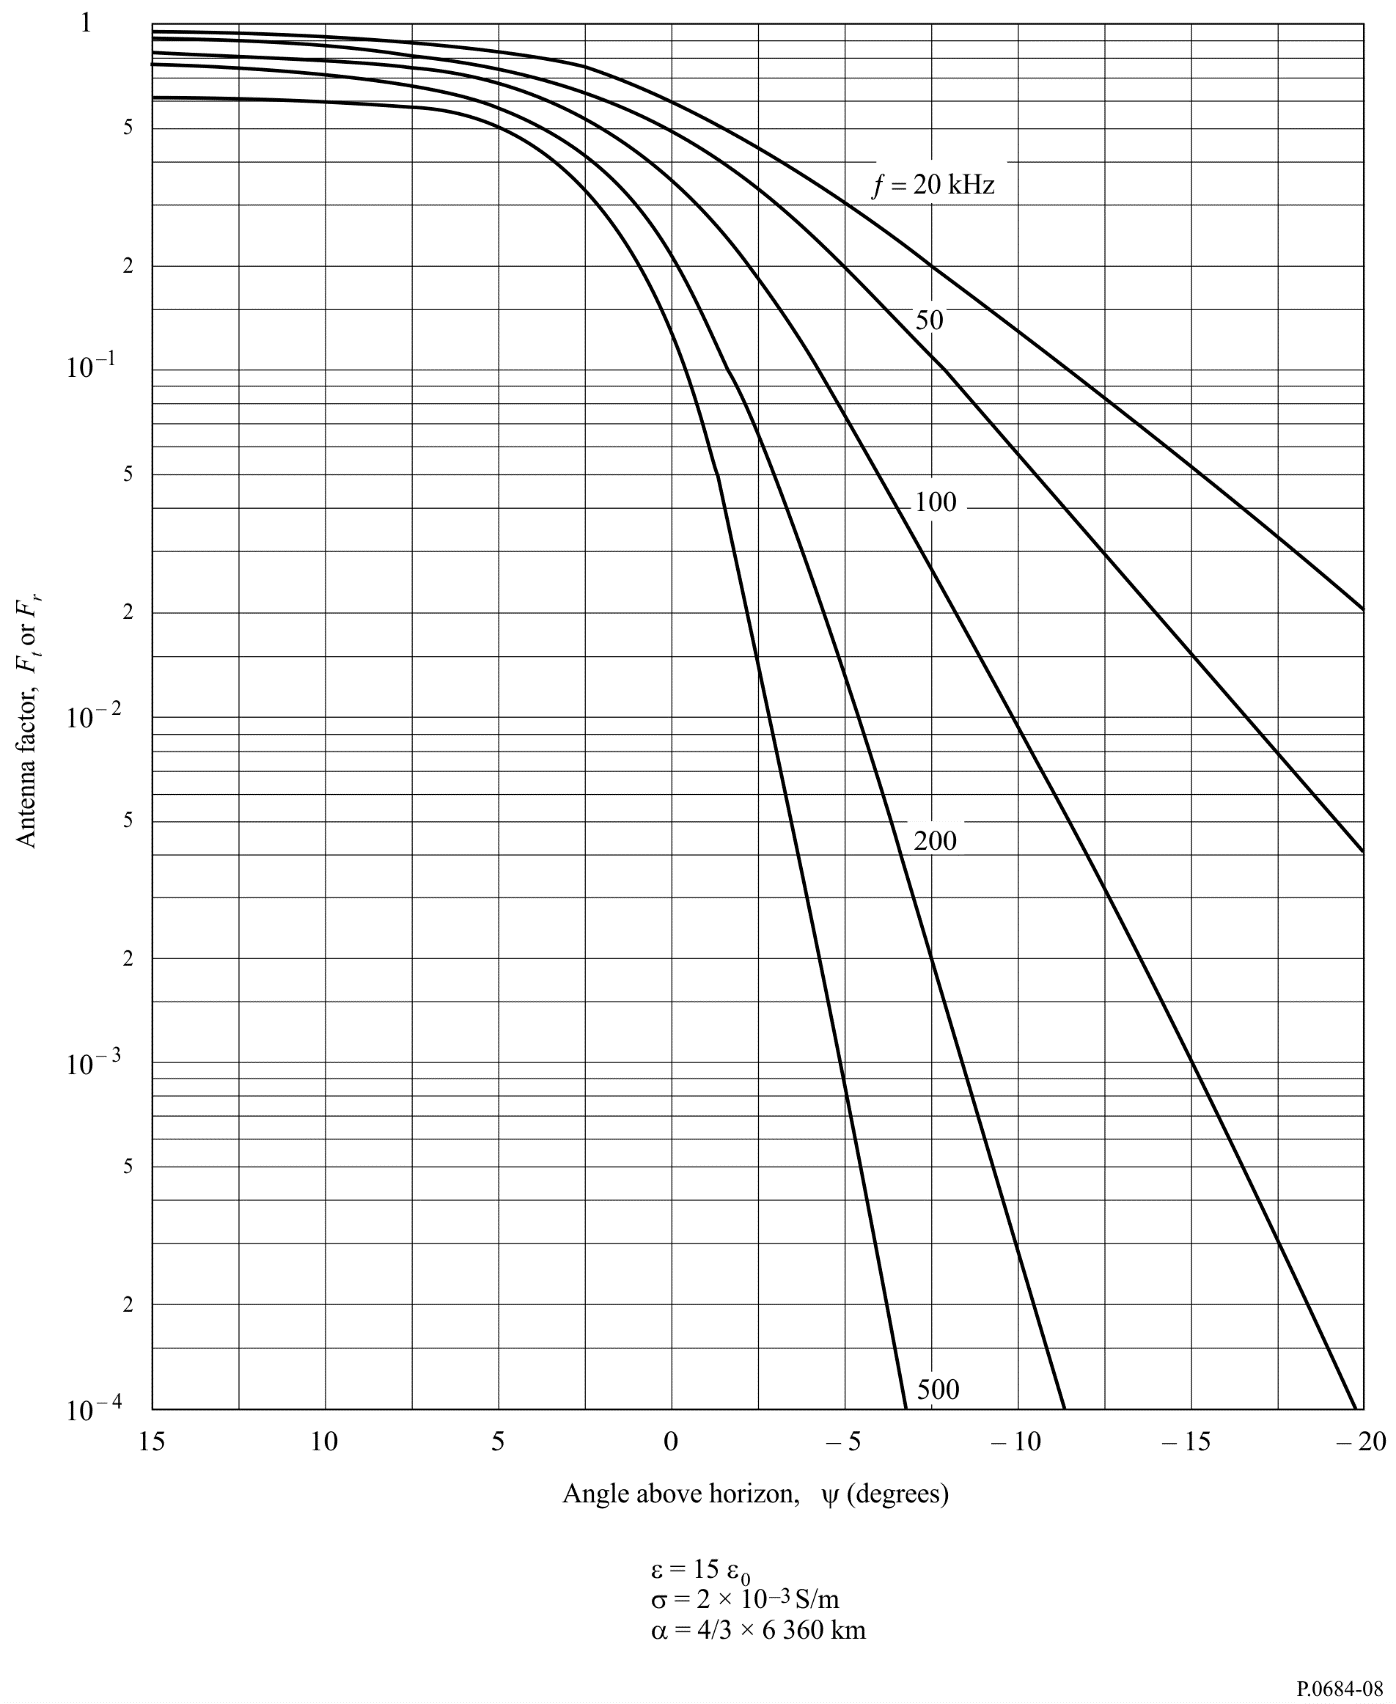 1
5
f = 20 kHz
2
50
10–1
5
100
2
Antenna factor, Ft or Fr
10–2
5
200
2
10–3
5
2
500
10–4
15 10 5 0 – 5 – 10 – 15 – 20
Angle above horizon, ψ (degrees)
ε = 15 ε0
σ = 2 × 10–3 S/m
α = 4/3 × 6 360 km
P.0684-08